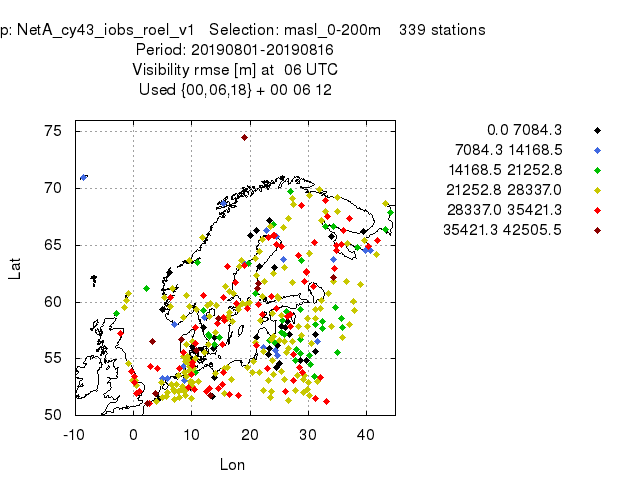 p: NetA_cy43_iobs_roel_v1 Selection: masl_0-200m 339 stations
Period: 20190801-20190816
Visibility rmse [m] at 06 UTC
Used {00,06,18} + 00 06 12
0.0 7084.3
7084.3 14168.5
14168.5 21252.8
21252.8 28337.0
28337.0 35421.3
35421.3 42505.5
75
70
65
60
55
50
Lat
-10 0 10 20 30 40
Lon